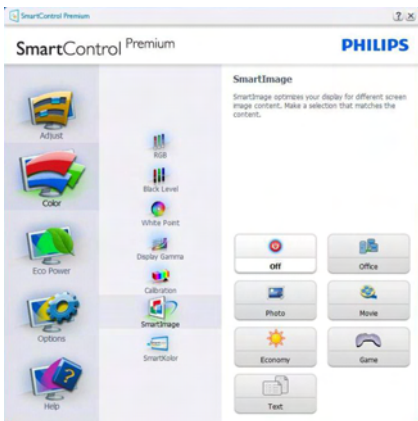 SmartControl Premium
SmartControl Premium
PHILIPS
Adjust
Color
Eco Power
Options
Help
RGB
Black Level
White Point
Display Gamma
Calibration
SmartImage
SmartKolor
SmartImage
SmartImage optimizes your display for different screen
image content. Make a selection that matches the
content.
Off
Office
Photo
Movie
Economy
Game
Text